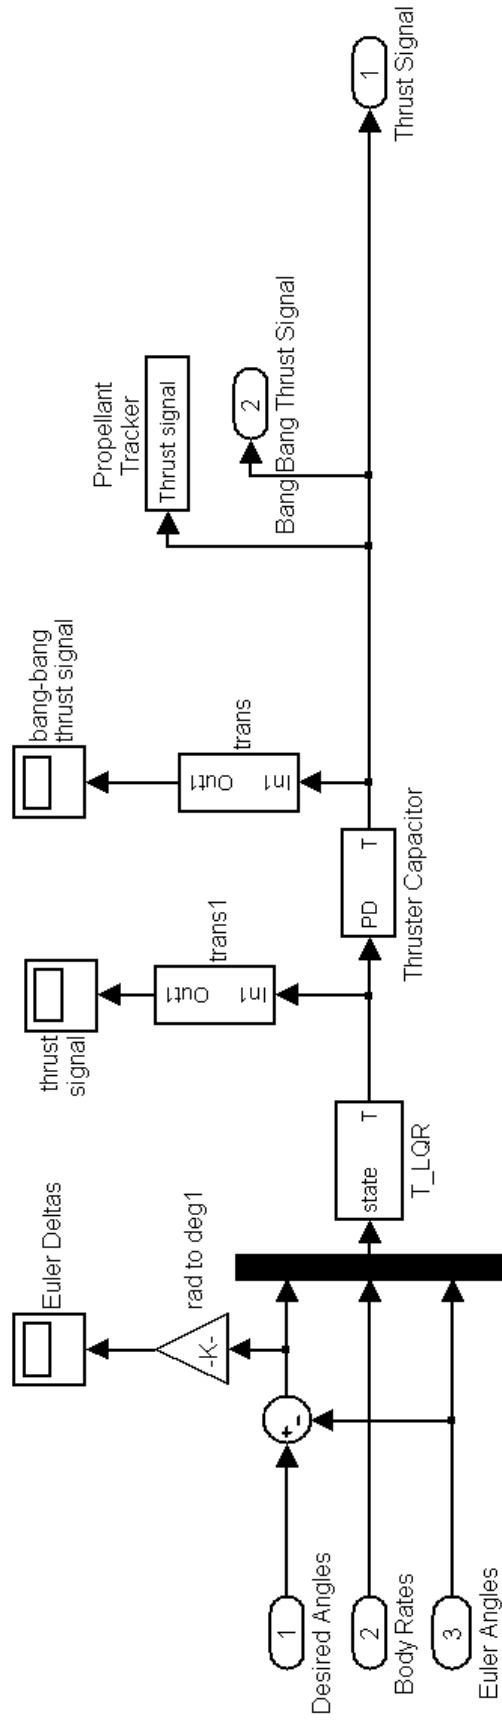 1
Desired Angles
2
Body Rates
3
Euler Angles
+
-
-K-
rad to deg1
Euler Deltas
state
T
T_LQR
thrust
signal
In1
Out1
trans1
PD
T
Thruster Capacitor
bang-bang
thrust signal
In1
Out1
trans
Propellant
Tracker
Thrust signal
2
Bang Bang Thrust Signal
1
Thrust Signal